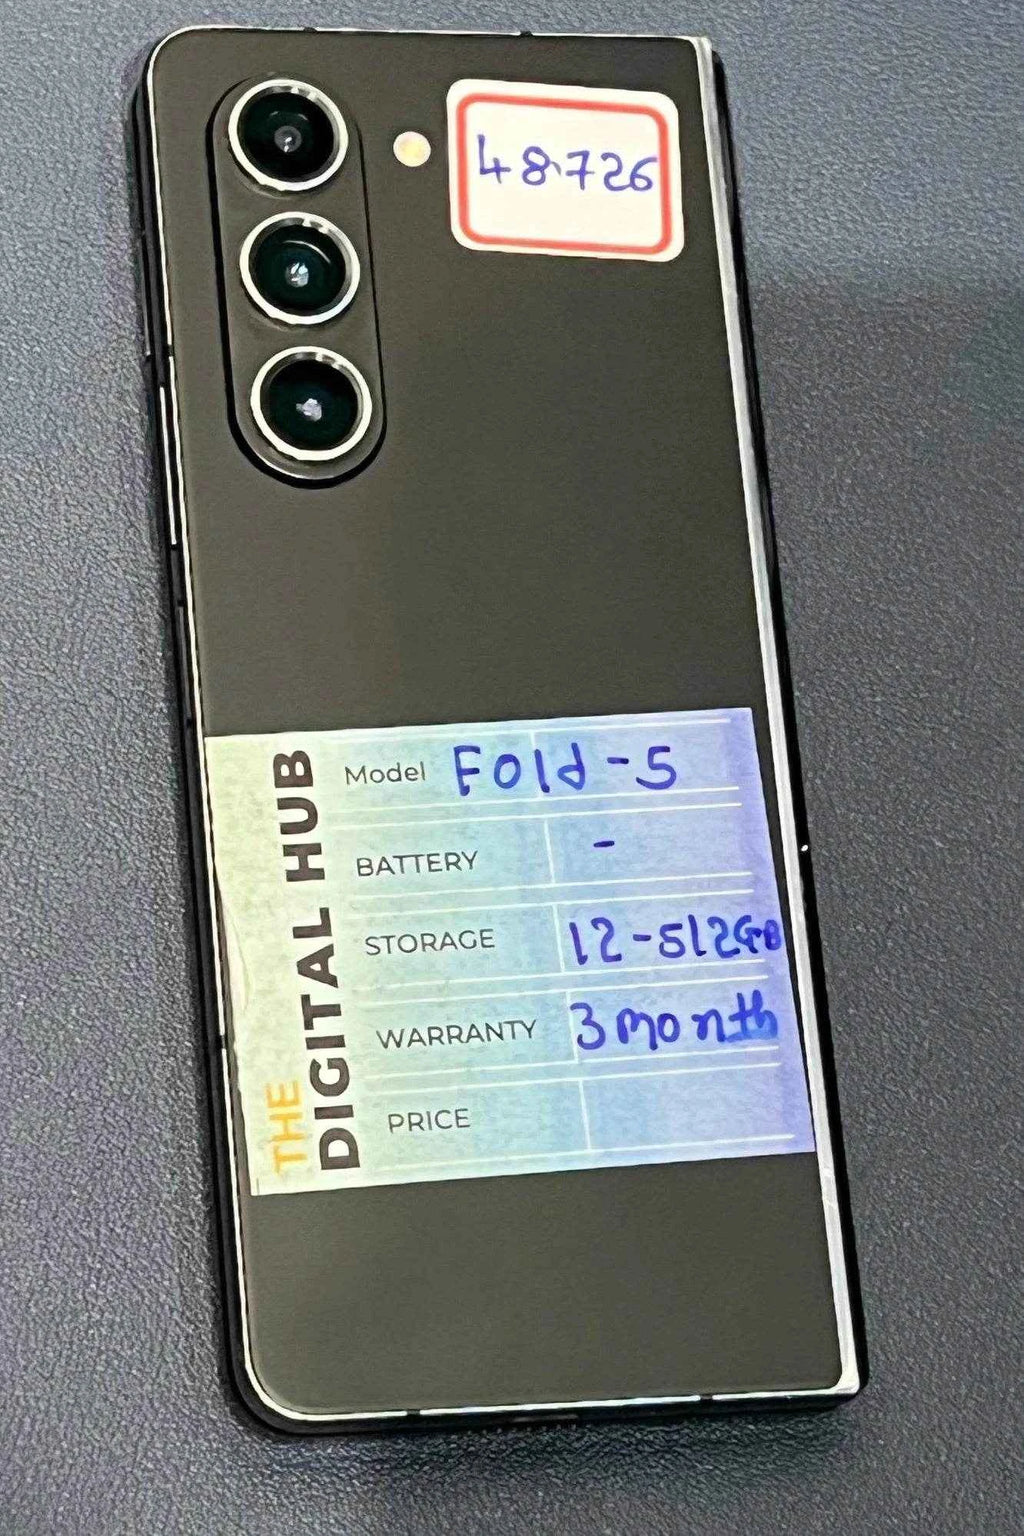 48726
THE
DIGITAL HUB
Model Fold-5
BATTERY -
STORAGE 12-512GB
WARRANTY 3 month
PRICE